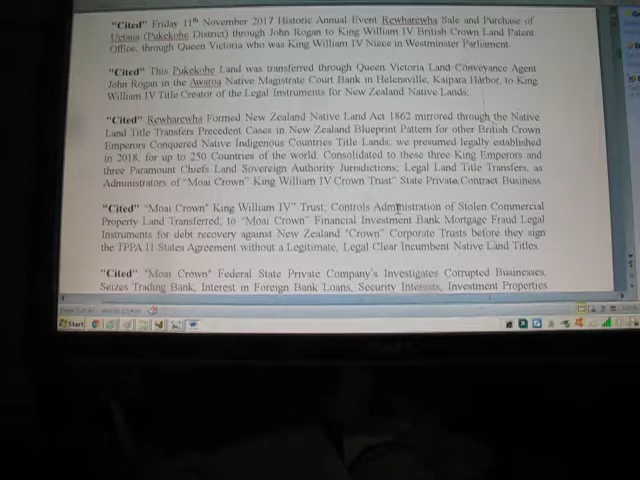 "Cited" Friday 11th November 2017 Historic Annual Event Rewharewha Sale and Purchase of
Uetaua (Pukekohe District) through John Rogan to King William IV British Crown Land Patent
Office, through Queen Victoria who was King William IV Niece in Westminster Parliament.
"Cited" This Pukekohe Land was transferred through Queen Victoria Land Conveyance Agent
John Rogan in the Awaroa Native Magistrate Court Bank in Helensville, Kaipara Harbor, to King
William IV Title Creator of the Legal Instruments for New Zealand Native Lands.
"Cited" Rewharewha Formed New Zealand Native Land Act 1862 mirrored through the Native
Land Title Transfers Precedent Cases in New Zealand Blueprint Pattern for other British Crown
Emperors Conquered Native Indigenous Countries Title Lands; we presumed legally established
in 2018, for up to 250 Countries of the world. Consolidated to these three King Emperors and
three Paramount Chiefs Land Sovereign Authority Jurisdictions, Legal Land Title Transfers, as
Administrators of "Moai Crown" King William IV Crown Trust" State Private Contract Business
"Cited" "Moai Crown" King William IV" Trust, Controls Administration of Stolen Commercial
Property Land Transferred; to "Moai Crown" Financial Investment Bank Mortgage Fraud Legal
Instruments for debt recovery against New Zealand "Crown" Corporate Trusts before they sign
the TPPA 11 States Agreement without a Legitimate, Legal Clear Incumbent Native Land Titles.
"Cited" "Moai Crown" Federal State Private Company's Investigates Corrupted Businesses,
Seizes Trading Bank, Interest in Foreign Bank Loans, Security Interests, Investment Properties
Start